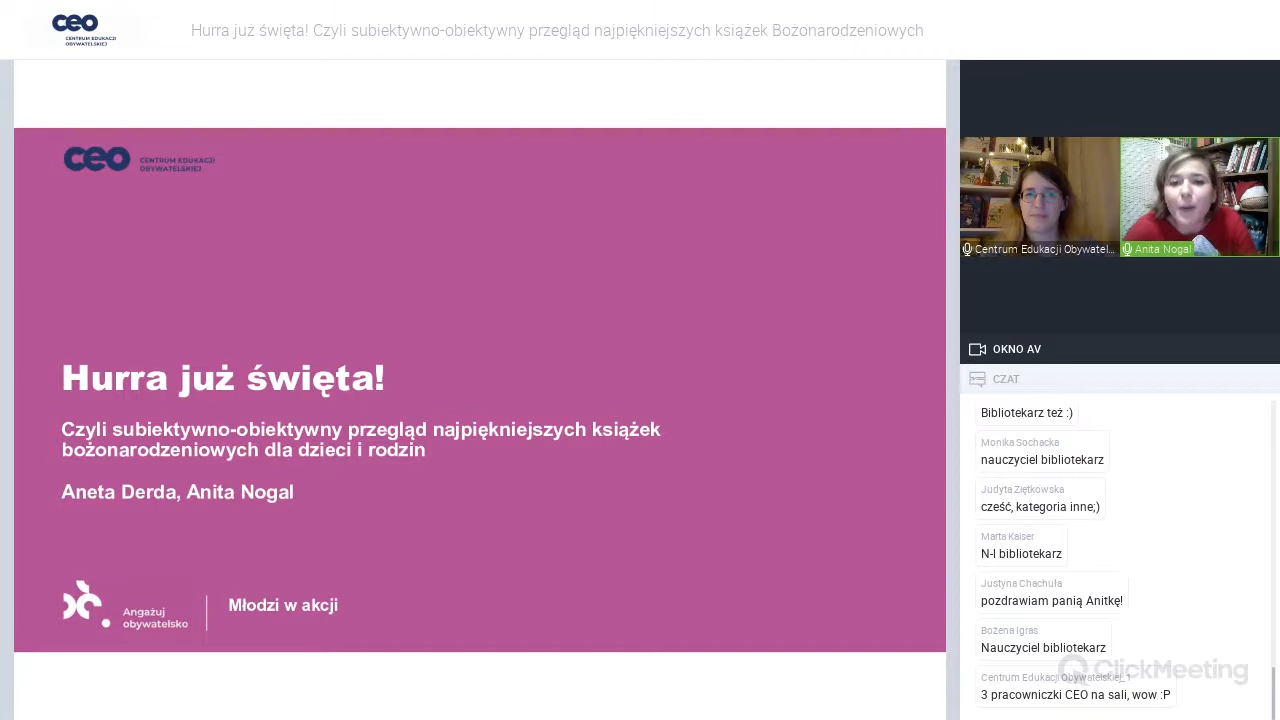 ceo
CENTRUM EDUKACJI
OBYWATELSKIEJ
Hurra już święta! Czyli subiektywno-obiektywny przegląd najpiękniejszych książek Bożonarodzeniowych
ceo
CENTRUM EDUKACJI
OBYWATELSKIEJ
Hurra już święta!
Czyli subiektywno-obiektywny przegląd najpiękniejszych książek
bożonarodzeniowych dla dzieci i rodzin
Aneta Derda, Anita Nogal
Angażuj
obywatelsko
Młodzi w akcji
Centrum Edukacji Obywatel...
Anita Nogal
OKNO AV
CZAT
Bibliotekarz też :)
Monika Sochacka
nauczyciel bibliotekarz
Judyta Ziętkowska
cześć, kategoria inne;)
Marta Kaiser
N-l bibliotekarz
Justyna Chachuła
pozdrawiam panią Anitkę!
Bożena Igras
Nauczyciel bibliotekarz
Centrum Edukacji Obywatelskiej_1
3 pracowniczki CEO na sali, wow :P
ClickMeeting